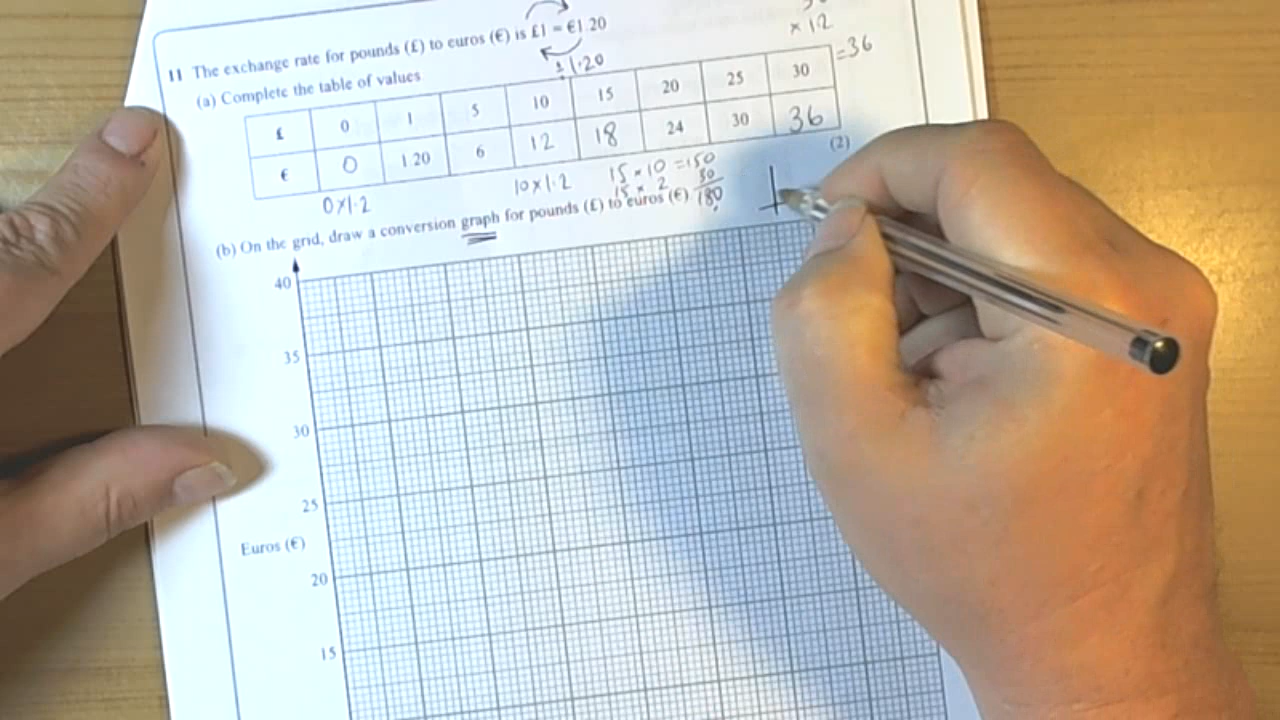 11 The exchange rate for pounds (£) to euros (€) is £1 = €1.20
× 12
(a) Complete the table of values
÷ 1.20
= 36
£ 0 1 5 10 15 20 25 30
€ 0 1.20 6 12 18 24 30 36
(2)
0×1.2
10×1.2
15 × 10 = 150
15 × 2 30
180
(b) On the grid, draw a conversion graph for pounds (£) to euros (€)
40
35
30
25
Euros (€)
20
15